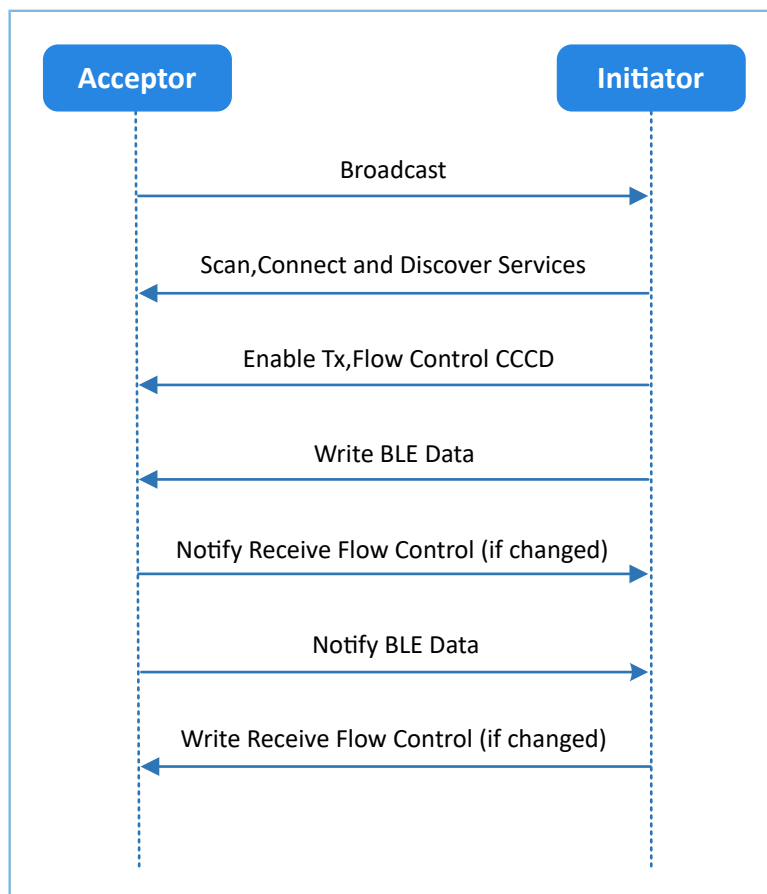 Acceptor
Initiator
Broadcast
Scan,Connect and Discover Services
Enable Tx,Flow Control CCCD
Write BLE Data
Notify Receive Flow Control (if changed)
Notify BLE Data
Write Receive Flow Control (if changed)